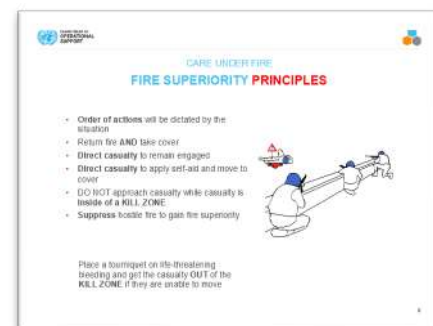 OPERATIONAL
SUPPORT
CARE UNDER FIRE
FIRE SUPERIORITY PRINCIPLES
• Order of actions will be dictated by the
situation
• Return fire AND take cover
• Direct casualty to remain engaged
• Direct casualty to apply self-aid and move to
cover
• DO NOT approach casualty while casualty is
Inside of a KILL ZONE
• Suppress hostile fire to gain fire superiority
Place a tourniquet on life-threatening
bleeding and get the casualty OUT of the
KILL ZONE if they are unable to move